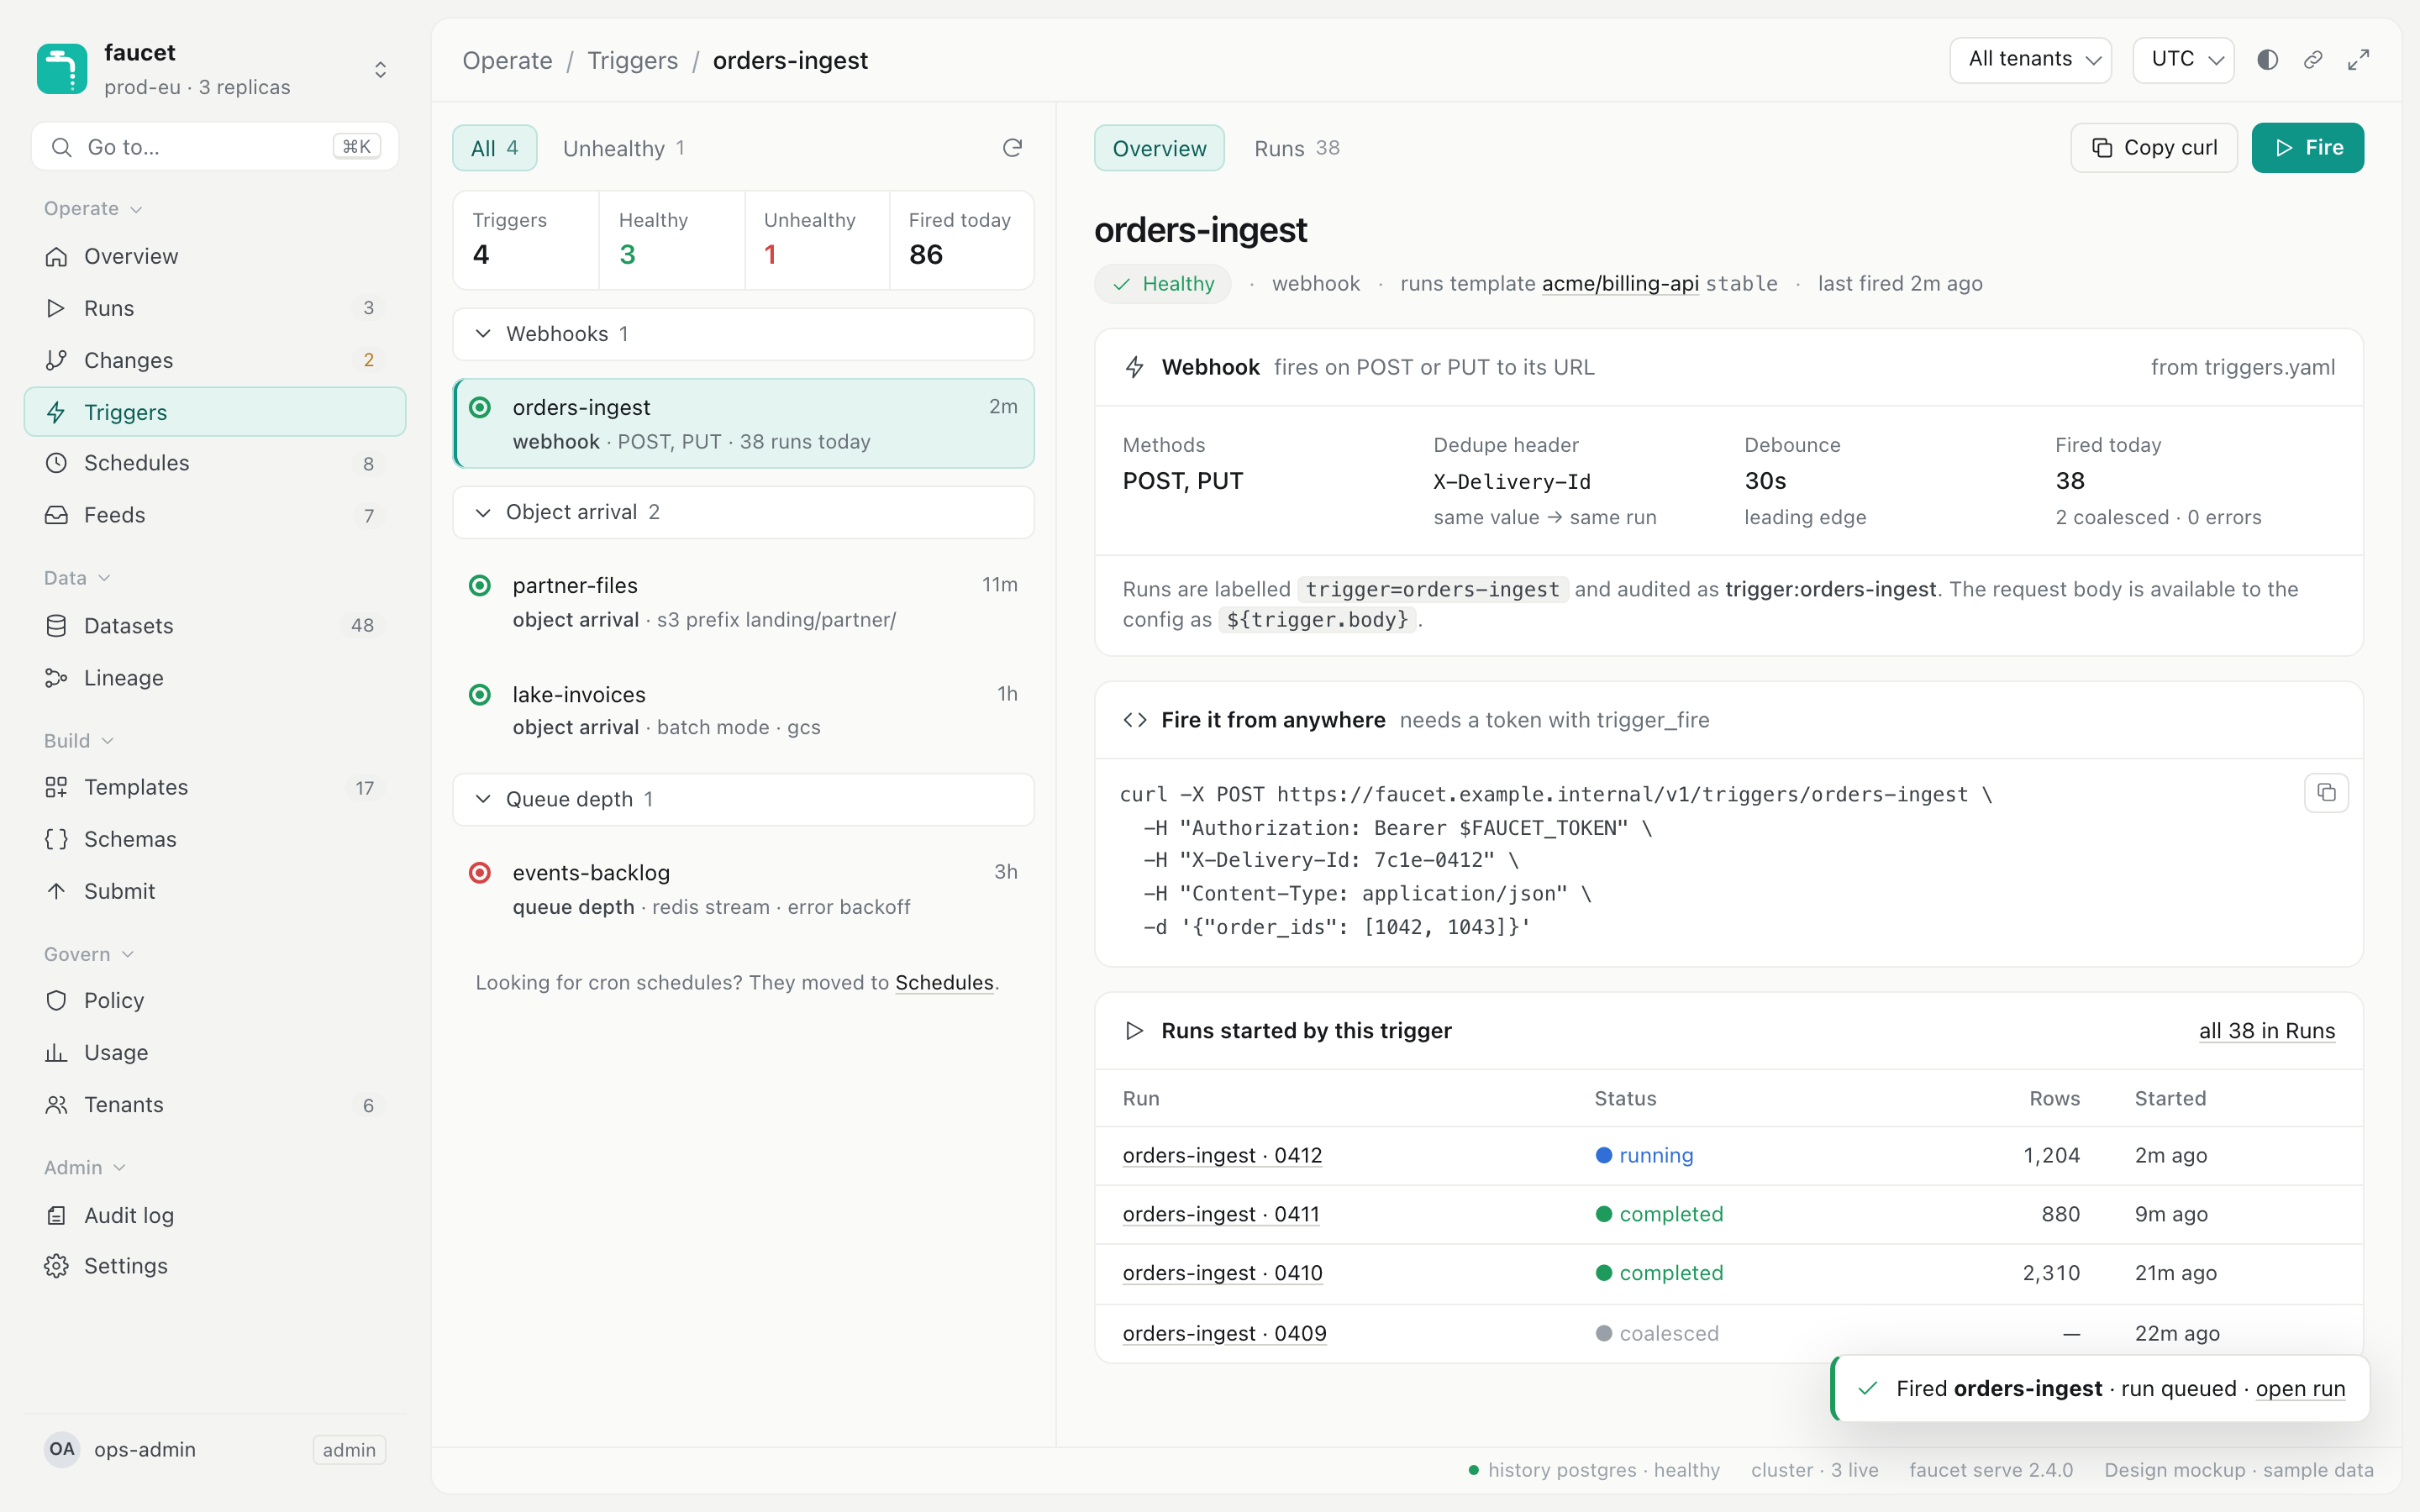 faucet
prod-eu · 3 replicas
Go to...
⌘K
Operate
Overview
Runs 3
Changes 2
Triggers
Schedules 8
Feeds 7
Data
Datasets 48
Lineage
Build
Templates 17
Schemas
Submit
Govern
Policy
Usage
Tenants 6
Admin
Audit log
Settings
OA ops-admin admin
Operate / Triggers / orders-ingest
All tenants
UTC
All 4 Unhealthy 1
Triggers Healthy Unhealthy Fired today
4 3 1 86
Webhooks 1
orders-ingest 2m
webhook · POST, PUT · 38 runs today
Object arrival 2
partner-files 11m
object arrival · s3 prefix landing/partner/
lake-invoices 1h
object arrival · batch mode · gcs
Queue depth 1
events-backlog 3h
queue depth · redis stream · error backoff
Looking for cron schedules? They moved to Schedules.
Overview Runs 38
Copy curl
Fire
orders-ingest
Healthy · webhook · runs template acme/billing-api stable · last fired 2m ago
Webhook fires on POST or PUT to its URL from triggers.yaml
Methods Dedupe header Debounce Fired today
POST, PUT X-Delivery-Id 30s 38
same value → same run leading edge 2 coalesced · 0 errors
Runs are labelled trigger=orders-ingest and audited as trigger:orders-ingest. The request body is available to the
config as ${trigger.body}.
Fire it from anywhere needs a token with trigger_fire
curl -X POST https://faucet.example.internal/v1/triggers/orders-ingest \
-H "Authorization: Bearer $FAUCET_TOKEN" \
-H "X-Delivery-Id: 7c1e-0412" \
-H "Content-Type: application/json" \
-d '{"order_ids": [1042, 1043]}'
Runs started by this trigger all 38 in Runs
Run Status Rows Started
orders-ingest · 0412 running 1,204 2m ago
orders-ingest · 0411 completed 880 9m ago
orders-ingest · 0410 completed 2,310 21m ago
orders-ingest · 0409 coalesced — 22m ago
Fired orders-ingest · run queued · open run
history postgres · healthy cluster · 3 live faucet serve 2.4.0 Design mockup · sample data